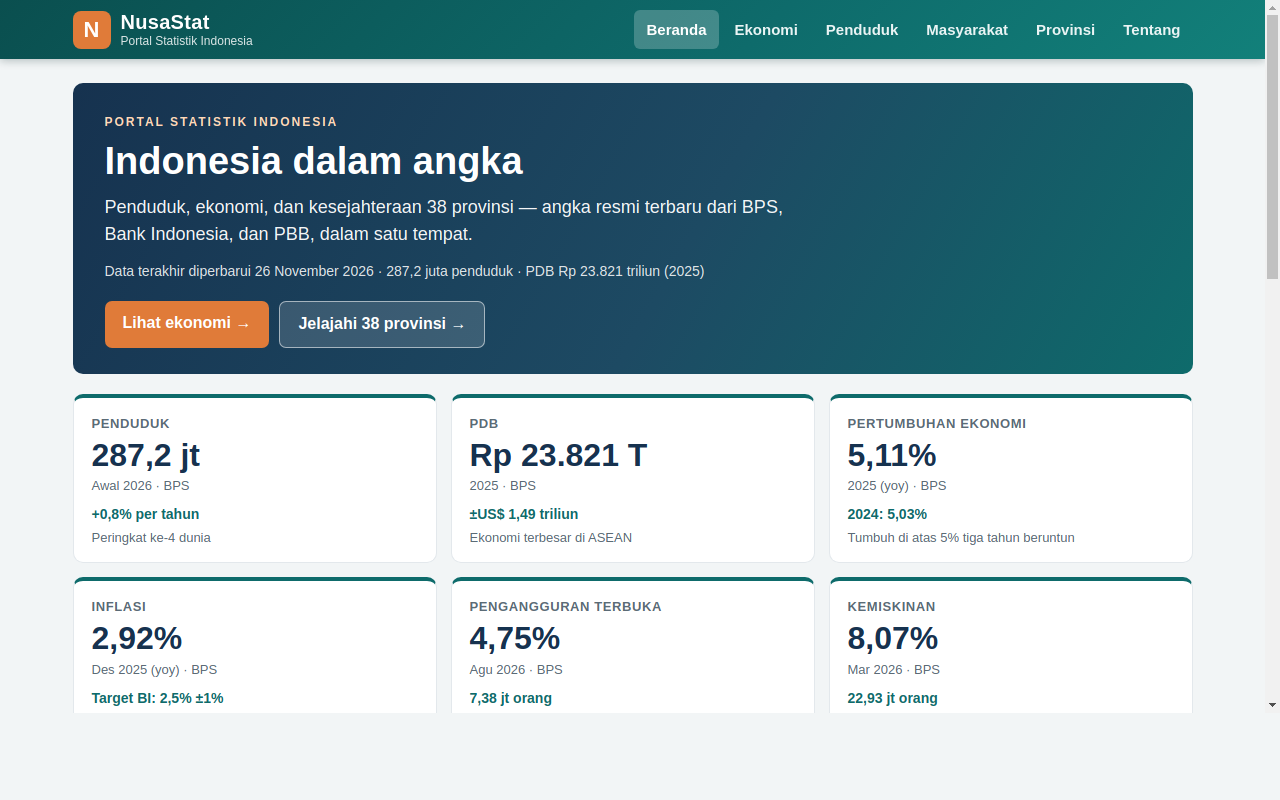 N
NusaStat
Portal Statistik Indonesia
Beranda
Ekonomi
Penduduk
Masyarakat
Provinsi
Tentang
PORTAL STATISTIK INDONESIA
Indonesia dalam angka
Penduduk, ekonomi, dan kesejahteraan 38 provinsi — angka resmi terbaru dari BPS,
Bank Indonesia, dan PBB, dalam satu tempat.
Data terakhir diperbarui 26 November 2026 · 287,2 juta penduduk · PDB Rp 23.821 triliun (2025)
Lihat ekonomi →
Jelajahi 38 provinsi →
PENDUDUK
287,2 jt
Awal 2026 · BPS
+0,8% per tahun
Peringkat ke-4 dunia
PDB
Rp 23.821 T
2025 · BPS
±US$ 1,49 triliun
Ekonomi terbesar di ASEAN
PERTUMBUHAN EKONOMI
5,11%
2025 (yoy) · BPS
2024: 5,03%
Tumbuh di atas 5% tiga tahun beruntun
INFLASI
2,92%
Des 2025 (yoy) · BPS
Target BI: 2,5% ±1%
PENGANGGURAN TERBUKA
4,75%
Agu 2026 · BPS
7,38 jt orang
KEMISKINAN
8,07%
Mar 2026 · BPS
22,93 jt orang